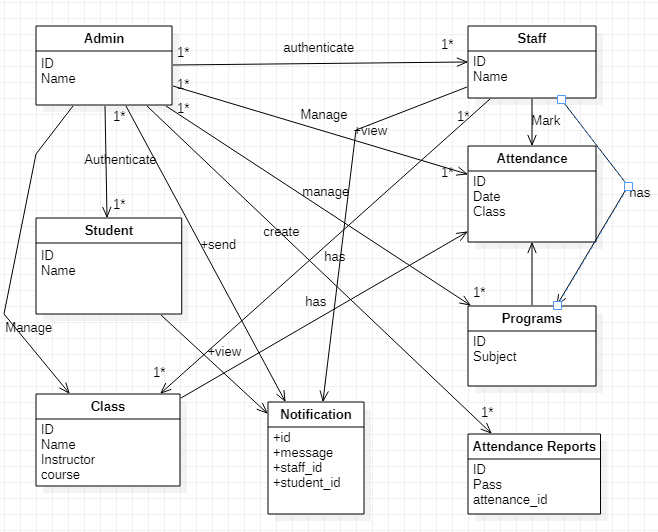 Admin
ID
Name
1*
authenticate
1*
Staff
ID
Name
1*
1*
1*
Manage
+view
1*
Mark
1*
Attendance
ID
Date
Class
has
Authenticate
1*
Student
ID
Name
manage
create
+send
has
has
1*
Programs
ID
Subject
Manage
+view
1*
Class
ID
Name
Instructor
course
Notification
+id
+message
+staff_id
+student_id
1*
Attendance Reports
ID
Pass
attenance_id